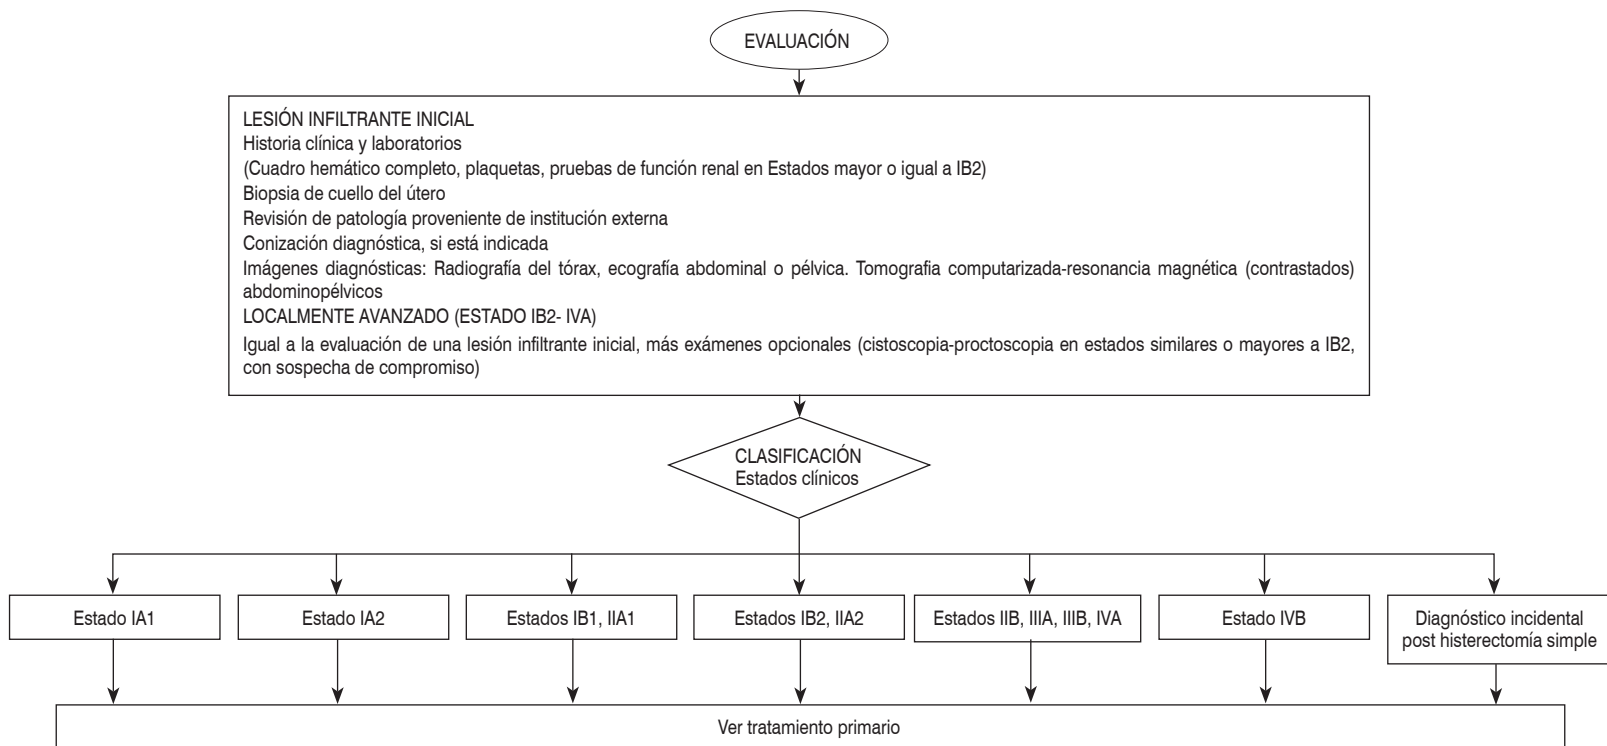 EVALUACIÓN
LESIÓN INFILTRANTE INICIAL
Historia clínica y laboratorios
(Cuadro hemático completo, plaquetas, pruebas de función renal en Estados mayor o igual a IB2)
Biopsia de cuello del útero
Revisión de patología proveniente de institución externa
Conización diagnóstica, si está indicada
Imágenes diagnósticas: Radiografía del tórax, ecografía abdominal o pélvica. Tomografia computarizada-resonancia magnética (contrastados)
abdominopélvicos
LOCALMENTE AVANZADO (ESTADO IB2- IVA)
Igual a la evaluación de una lesión infiltrante inicial, más exámenes opcionales (cistoscopia-proctoscopia en estados similares o mayores a IB2,
con sospecha de compromiso)
CLASIFICACIÓN
Estados clínicos
Estado IA1
Estado IA2
Estados IB1, IIA1
Estados IB2, IIA2
Estados IIB, IIIA, IIIB, IVA
Estado IVB
Diagnóstico incidental
post histerectomía simple
Ver tratamiento primario